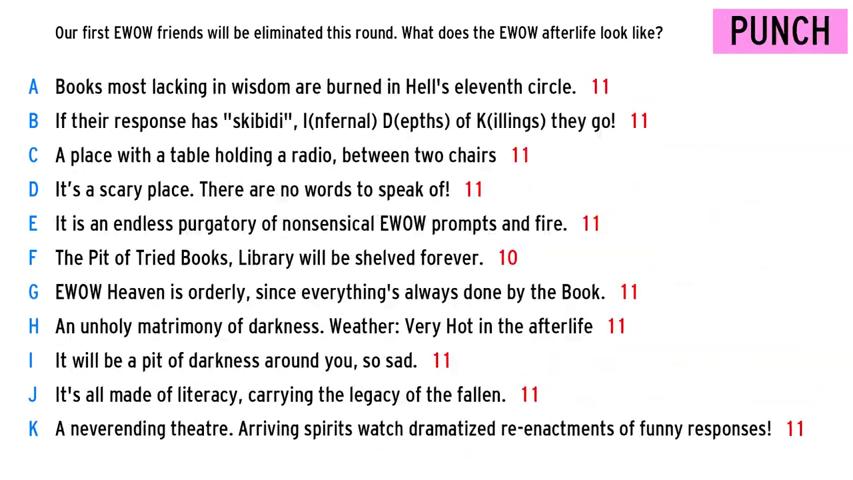 Our first EWOW friends will be eliminated this round. What does the EWOW afterlife look like?
PUNCH
A Books most lacking in wisdom are burned in Hell's eleventh circle. 11
B If their response has "skibidi", I(nfernal) D(epths) of K(illings) they go! 11
C A place with a table holding a radio, between two chairs 11
D It’s a scary place. There are no words to speak of! 11
E It is an endless purgatory of nonsensical EWOW prompts and fire. 11
F The Pit of Tried Books, Library will be shelved forever. 10
G EWOW Heaven is orderly, since everything's always done by the Book. 11
H An unholy matrimony of darkness. Weather: Very Hot in the afterlife 11
I It will be a pit of darkness around you, so sad. 11
J It's all made of literacy, carrying the legacy of the fallen. 11
K A neverending theatre. Arriving spirits watch dramatized re-enactments of funny responses! 11